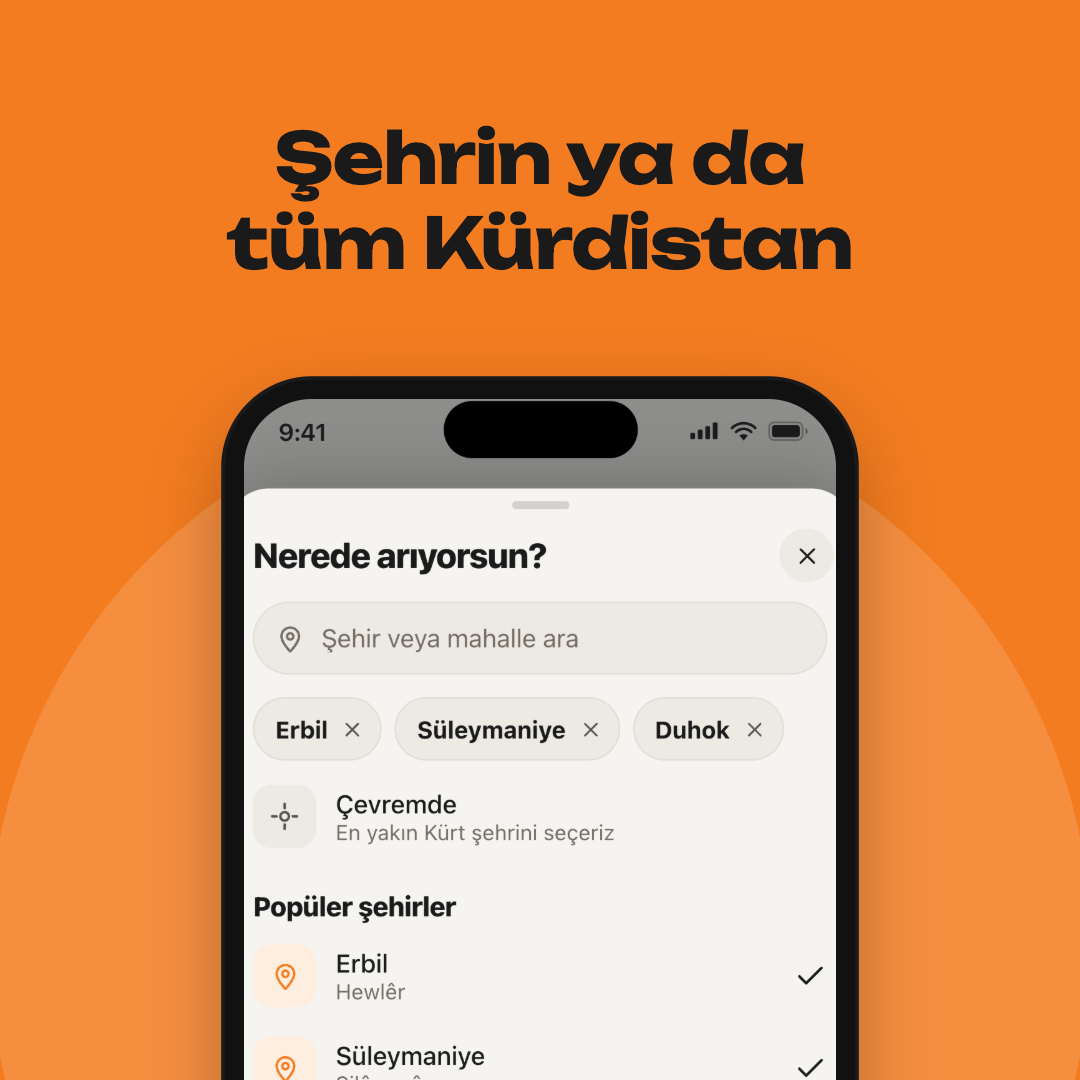 Şehrin ya da
tüm Kürdistan
9:41
Nerede arıyorsun?
Şehir veya mahalle ara
Erbil
Süleymaniye
Duhok
Çevremde
En yakın Kürt şehrini seçeriz
Popüler şehirler
Erbil
Hewlêr
Süleymaniye